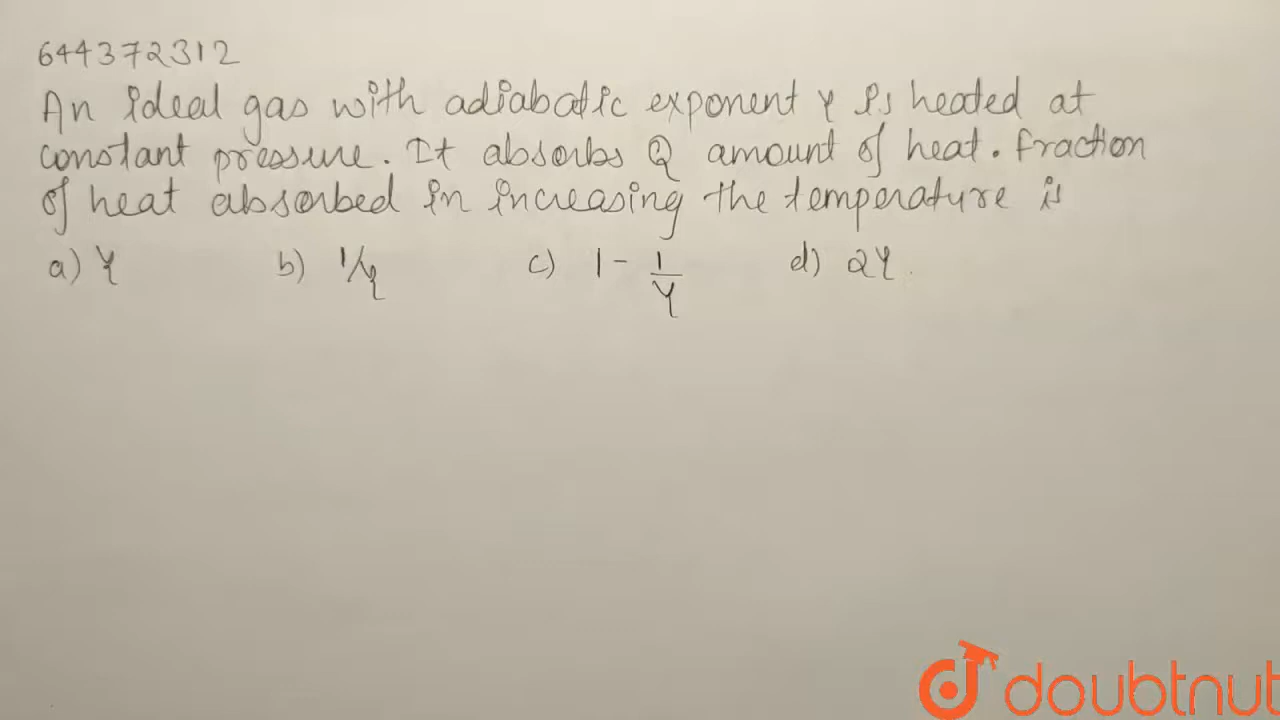 644372312
An ideal gas with adiabatic exponent γ is heated at
constant pressure. It absorbs Q amount of heat. fraction
of heat absorbed in increasing the temperature is
a) γ b) 1/γ c) 1 - 1/γ d) 2γ
doubtnut